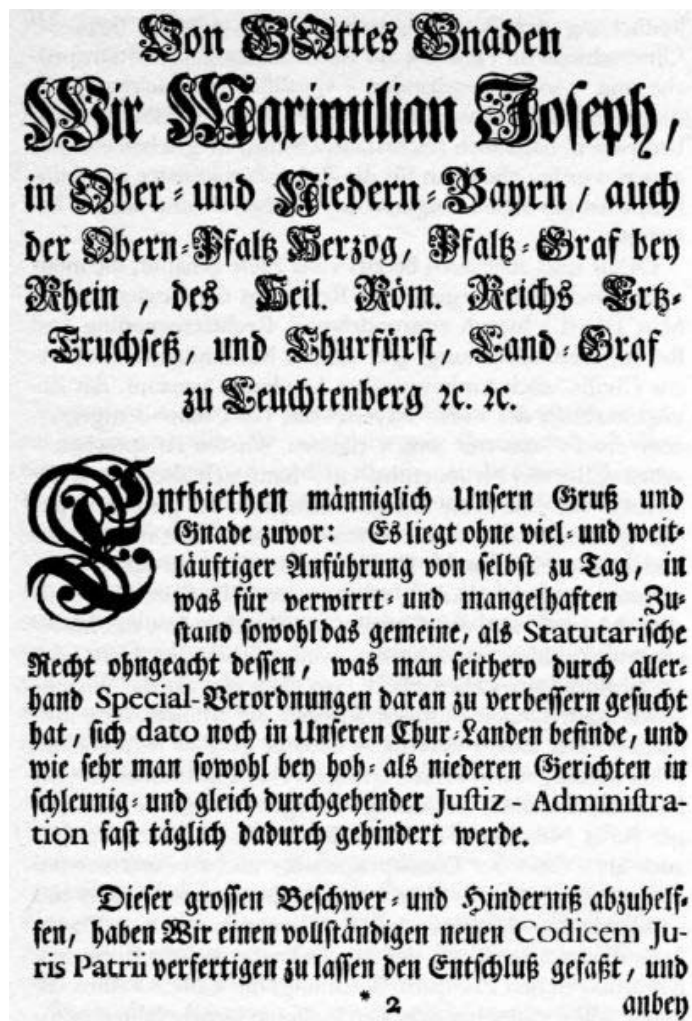 Von GOttes Gnaden
Wir Maximilian Joseph,
in Ober- und Niedern-Bayrn / auch
der Obern-Pfaltz Herzog, Pfaltz-Graf bey
Rhein, des Heil. Röm. Reichs Ertz-
Truchseß, und Churfürst, Land-Graf
zu Leuchtenberg ꝛc. ꝛc.
Entbiethen männiglich Unsern Gruß und
Gnade zuvor: Es liegt ohne viel- und weit-
läuftiger Anführung von selbst zu Tag, in
was für verwirrt- und mangelhaften Zu-
stand sowohl das gemeine, als Statutarische
Recht ohngeacht dessen, was man seithero durch aller-
hand Special-Verordnungen daran zu verbessern gesucht
hat, sich dato noch in Unseren Chur-Landen befinde, und
wie sehr man sowohl bey hoh- als niederen Gerichten in
schleunig- und gleich durchgehender Justiz-Administra-
tion fast täglich dadurch gehindert werde.
Dieser grossen Beschwer- und Hinderniß abzuhelf-
fen, haben Wir einen vollständigen neuen Codicem Ju-
ris Patrii verfertigen zu lassen den Entschluß gefaßt, und
* 2 anbey